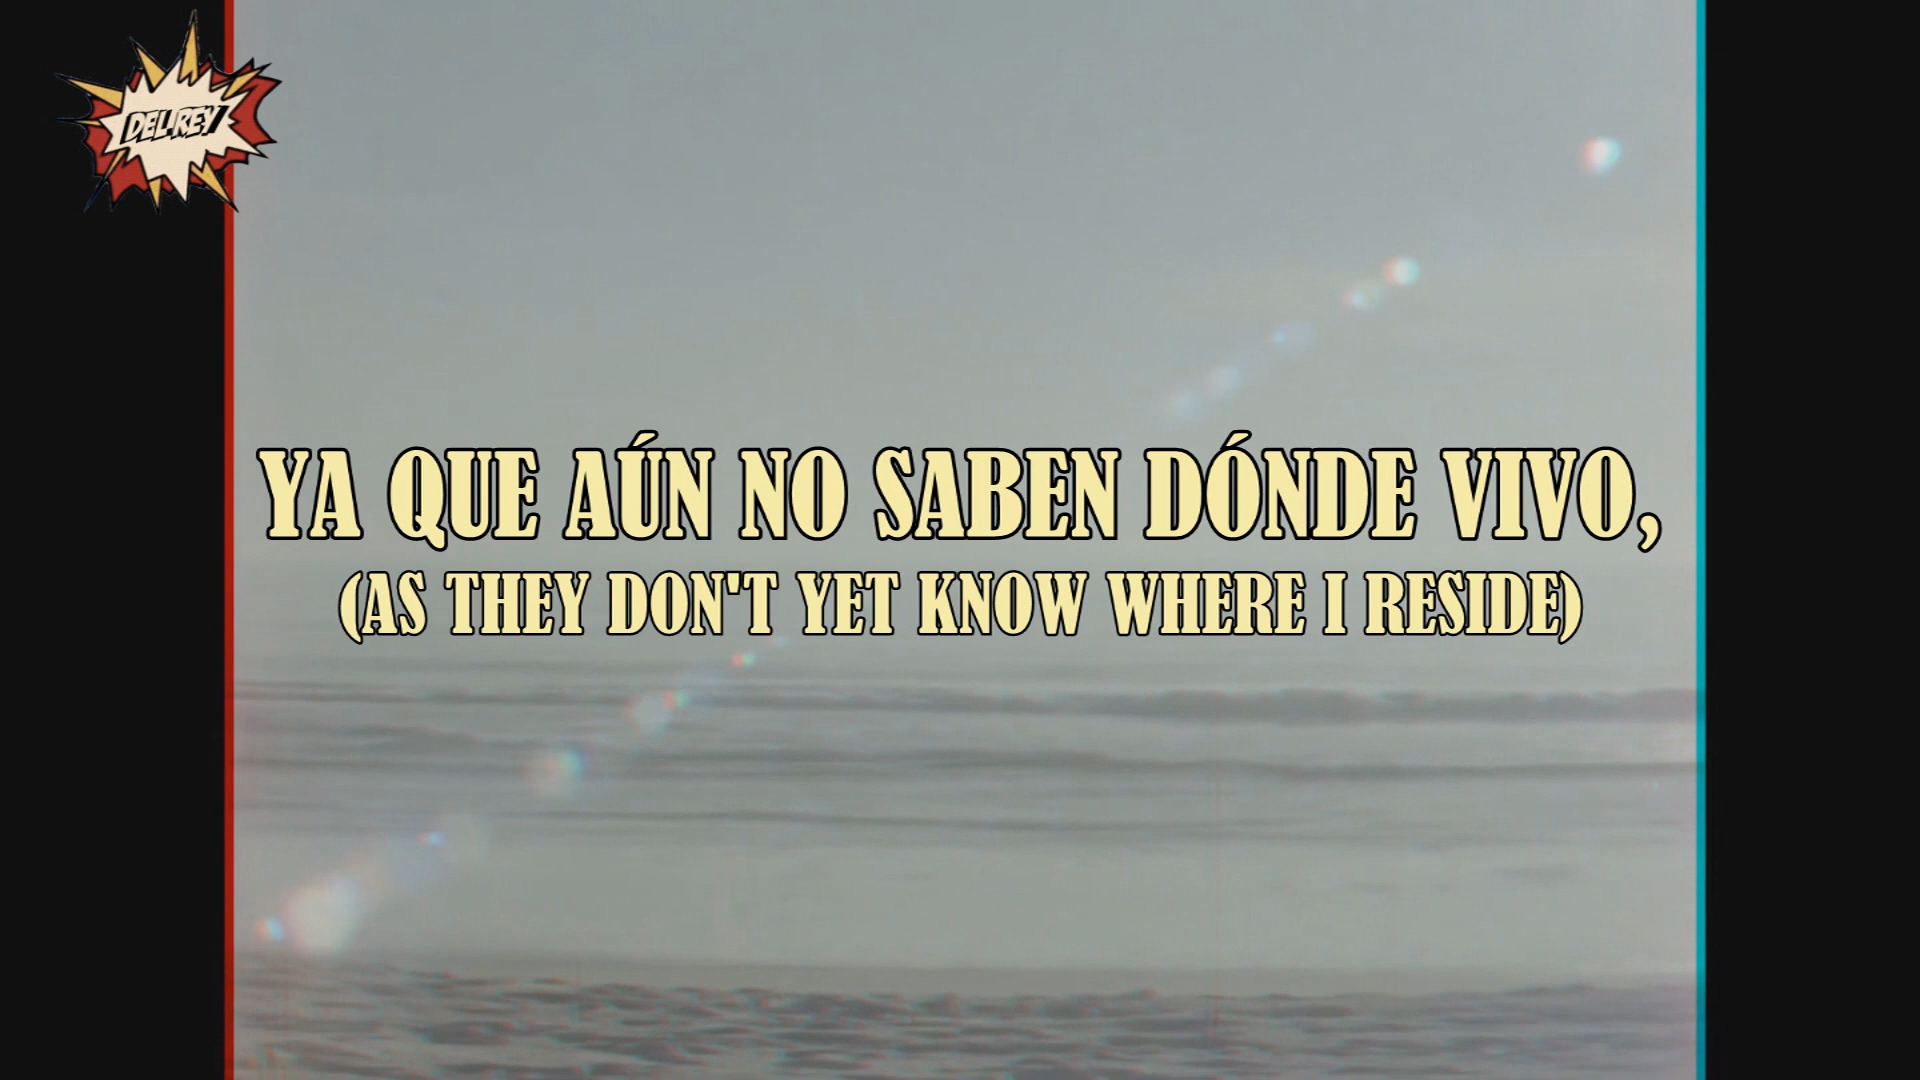 DEL REY
YA QUE AÚN NO SABEN DÓNDE VIVO,
(AS THEY DON'T YET KNOW WHERE I RESIDE)